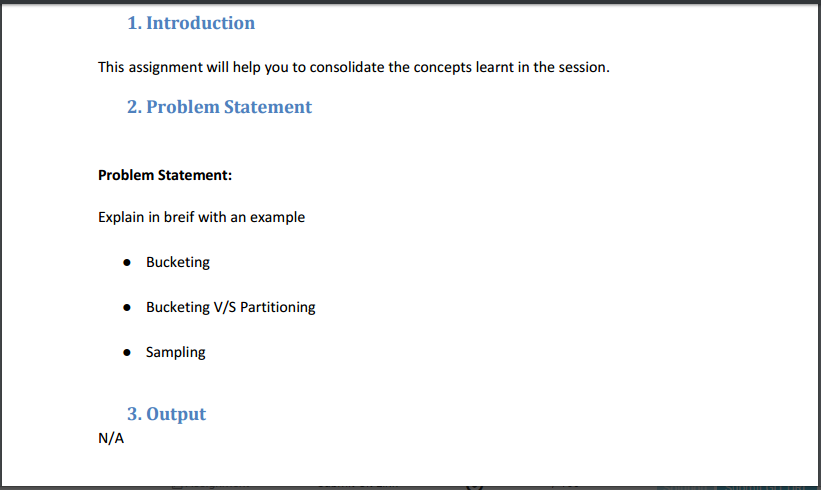 1. Introduction
This assignment will help you to consolidate the concepts learnt in the session.
2. Problem Statement
Problem Statement:
Explain in breif with an example
● Bucketing
● Bucketing V/S Partitioning
● Sampling
3. Output
N/A